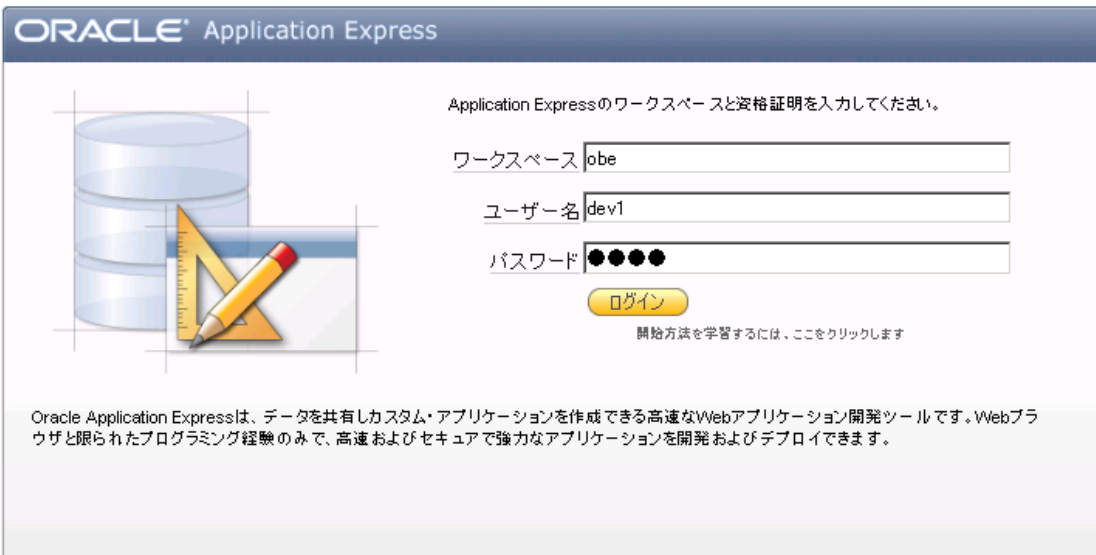 ORACLE® Application Express
Application Expressのワークスペースと資格証明を入力してください。
ワークスペース obe
ユーザー名 dev1
パスワード ●●●●
ログイン
開始方法を学習するには、ここをクリックします
Oracle Application Expressは、データを共有しカスタム・アプリケーションを作成できる高速なWebアプリケーション開発ツールです。Webブラ
ウザと限られたプログラミング経験のみで、高速およびセキュアで強力なアプリケーションを開発およびデプロイできます。